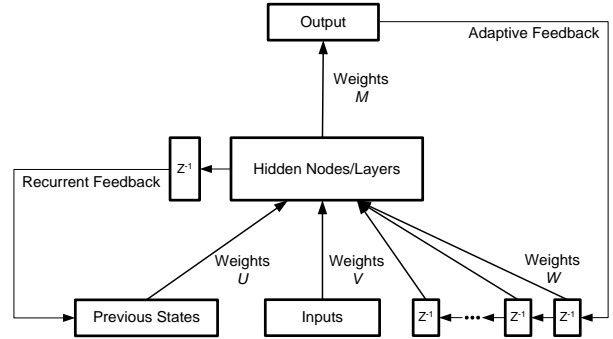 Output
Adaptive Feedback
Weights
M
Z-1
Hidden Nodes/Layers
Recurrent Feedback
Weights
U
Weights
V
Weights
W
Previous States
Inputs
Z-1
Z-1
Z-1